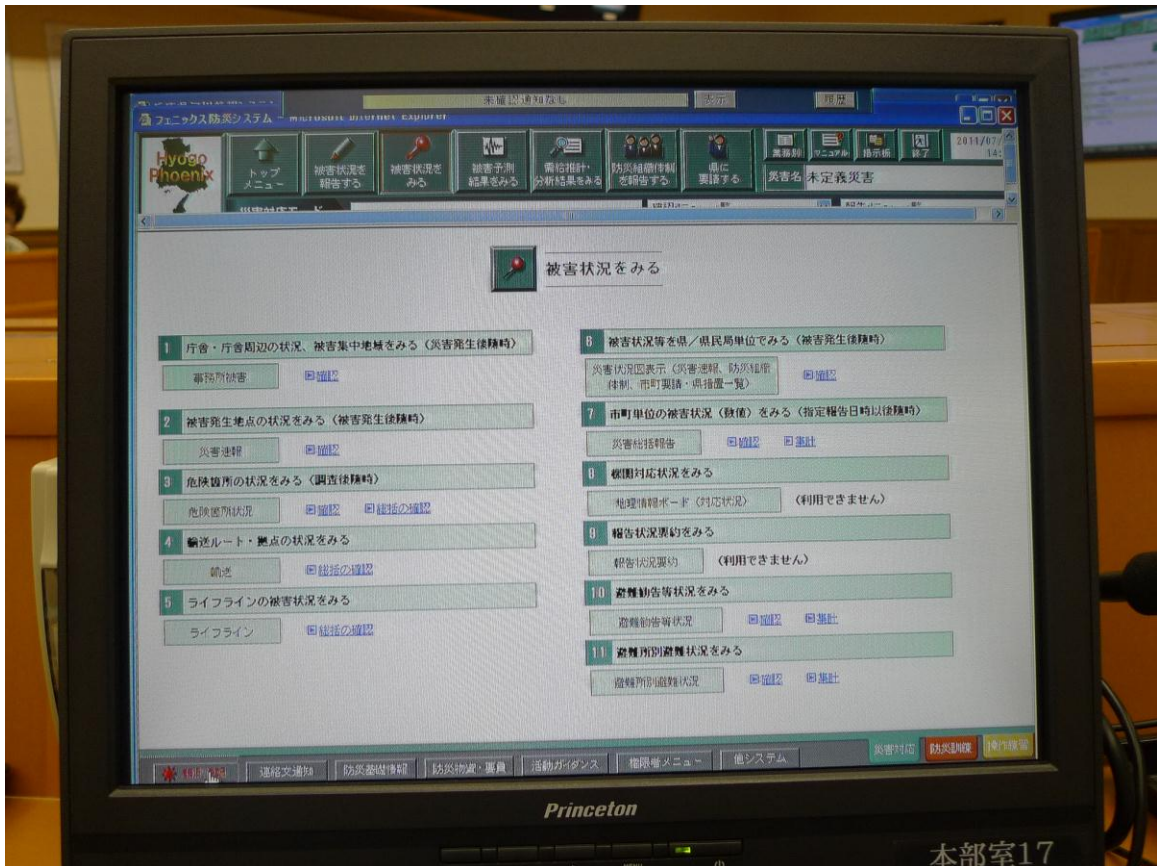 未確認通知なし
表示
履歴
フェニックス防災システム - Microsoft Internet Explorer
Hyogo
Phoenix
トップ
メニュー
被害状況を
報告する
被害状況を
みる
被害予測
結果をみる
需給推計・
分析結果をみる
防災組織体制
を報告する
県に
要請する
業務別
マニュアル
掲示板
終了
2011/07/
14:
災害名 未定義災害
被害状況をみる
1 庁舎・庁舎周辺の状況、被害集中地域をみる（災害発生後随時）
事務所被害 確認
2 被害発生地点の状況をみる（被害発生後随時）
災害速報 確認
3 危険箇所の状況をみる（調査後随時）
危険箇所状況 確認 総括の確認
4 輸送ルート・拠点の状況をみる
輸送 総括の確認
5 ライフラインの被害状況をみる
ライフライン 総括の確認
6 被害状況等を県／県民局単位でみる（被害発生後随時）
災害状況図表示（災害速報、防災組織
体制、市町要請・県措置一覧） 確認
7 市町単位の被害状況（数値）をみる（指定報告日時以後随時）
災害総括報告 確認 集計
8 機関対応状況をみる
地理情報ボード（対応状況） （利用できません）
9 報告状況要約をみる
報告状況要約 （利用できません）
10 避難勧告等状況をみる
避難勧告等状況 確認 集計
11 避難所別避難状況をみる
避難所別避難状況 確認 集計
災害対応 防災訓練 操作練習
連絡文通知 防災基礎情報 防災物資・要員 活動ガイダンス 権限者メニュー 他システム
Princeton
本部室17